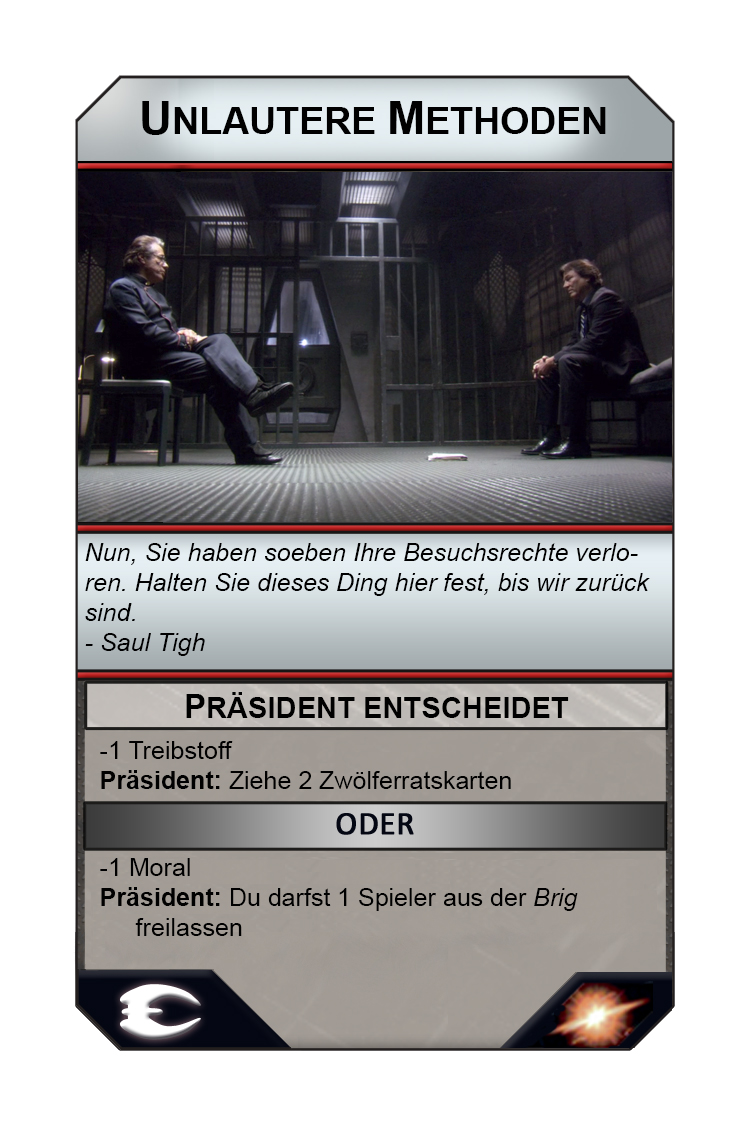 UNLAUTERE METHODEN
Nun, Sie haben soeben Ihre Besuchsrechte verlo-
ren. Halten Sie dieses Ding hier fest, bis wir zurück
sind.
- Saul Tigh
PRÄSIDENT ENTSCHEIDET
-1 Treibstoff
Präsident: Ziehe 2 Zwölferratskarten
ODER
-1 Moral
Präsident: Du darfst 1 Spieler aus der Brig
freilassen